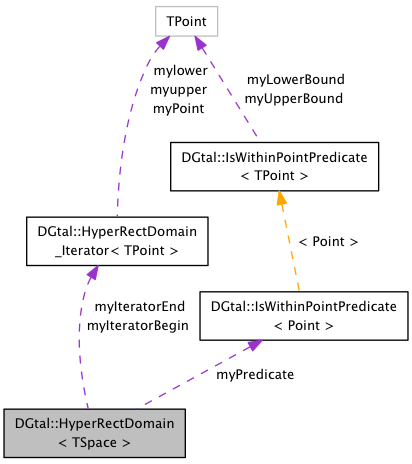 TPoint
mylower
myupper
myPoint
myLowerBound
myUpperBound
DGtal::IsWithinPointPredicate
< TPoint >
DGtal::HyperRectDomain
_Iterator< TPoint >
< Point >
myIteratorEnd
myIteratorBegin
DGtal::IsWithinPointPredicate
< Point >
myPredicate
DGtal::HyperRectDomain
< TSpace >